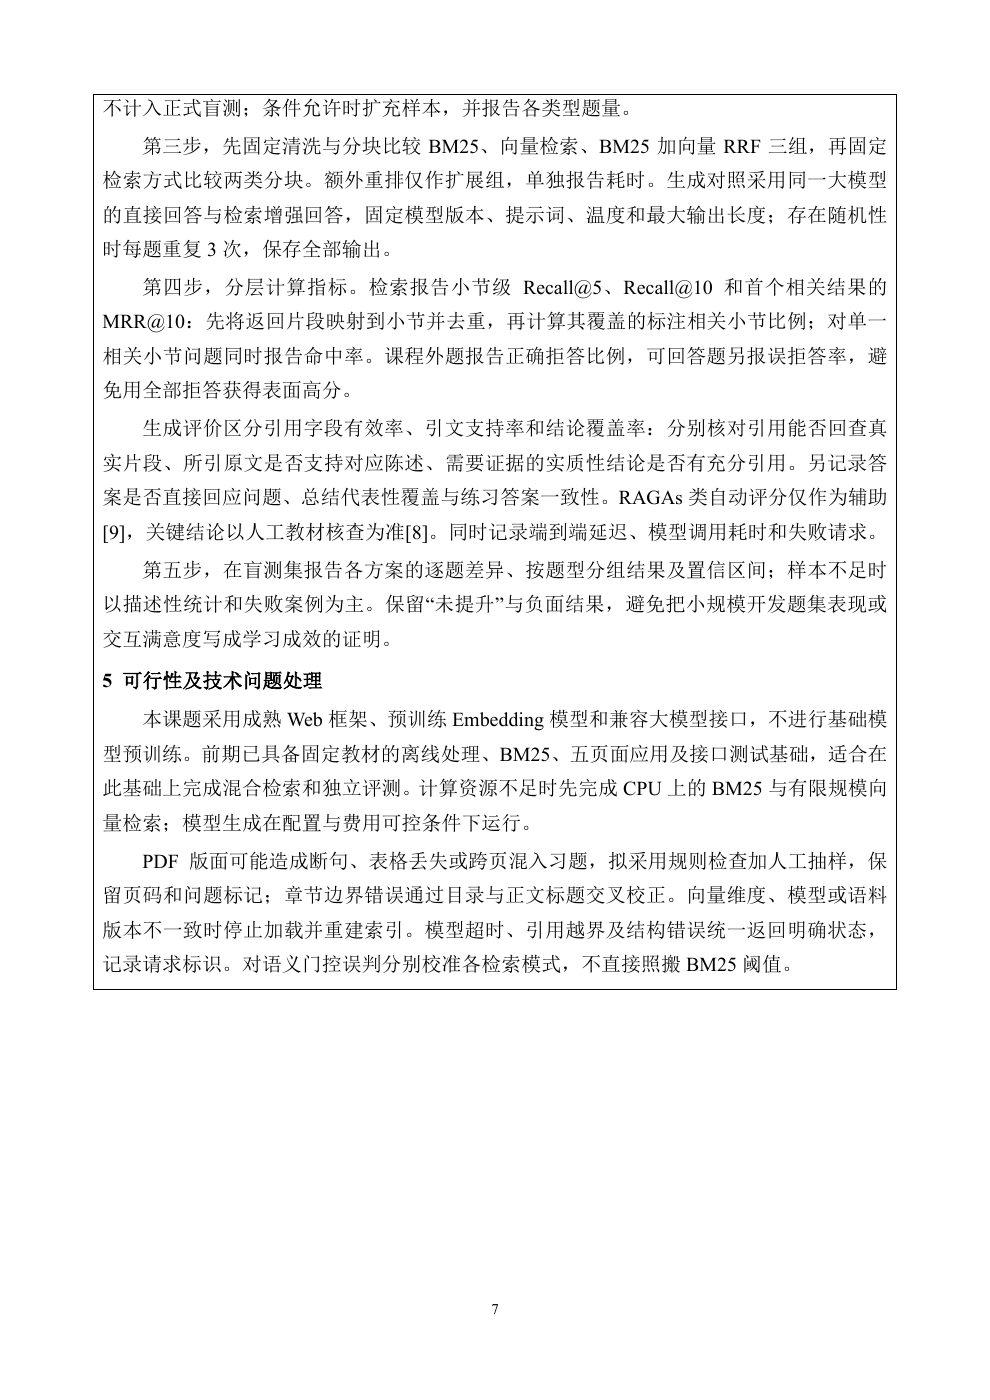 不计入正式盲测；条件允许时扩充样本，并报告各类型题量。
第三步，先固定清洗与分块比较 BM25、向量检索、BM25 加向量 RRF 三组，再固定
检索方式比较两类分块。额外重排仅作扩展组，单独报告耗时。生成对照采用同一大模型
的直接回答与检索增强回答，固定模型版本、提示词、温度和最大输出长度；存在随机性
时每题重复 3 次，保存全部输出。
第四步，分层计算指标。检索报告小节级 Recall@5、Recall@10 和首个相关结果的
MRR@10：先将返回片段映射到小节并去重，再计算其覆盖的标注相关小节比例；对单一
相关小节问题同时报告命中率。课程外题报告正确拒答比例，可回答题另报误拒答率，避
免用全部拒答获得表面高分。
生成评价区分引用字段有效率、引文支持率和结论覆盖率：分别核对引用能否回查真
实片段、所引原文是否支持对应陈述、需要证据的实质性结论是否有充分引用。另记录答
案是否直接回应问题、总结代表性覆盖与练习答案一致性。RAGAs 类自动评分仅作为辅助
[9]，关键结论以人工教材核查为准[8]。同时记录端到端延迟、模型调用耗时和失败请求。
第五步，在盲测集报告各方案的逐题差异、按题型分组结果及置信区间；样本不足时
以描述性统计和失败案例为主。保留“未提升”与负面结果，避免把小规模开发题集表现或
交互满意度写成学习成效的证明。
5 可行性及技术问题处理
本课题采用成熟 Web 框架、预训练 Embedding 模型和兼容大模型接口，不进行基础模
型预训练。前期已具备固定教材的离线处理、BM25、五页面应用及接口测试基础，适合在
此基础上完成混合检索和独立评测。计算资源不足时先完成 CPU 上的 BM25 与有限规模向
量检索；模型生成在配置与费用可控条件下运行。
PDF 版面可能造成断句、表格丢失或跨页混入习题，拟采用规则检查加人工抽样，保
留页码和问题标记；章节边界错误通过目录与正文标题交叉校正。向量维度、模型或语料
版本不一致时停止加载并重建索引。模型超时、引用越界及结构错误统一返回明确状态，
记录请求标识。对语义门控误判分别校准各检索模式，不直接照搬 BM25 阈值。
7